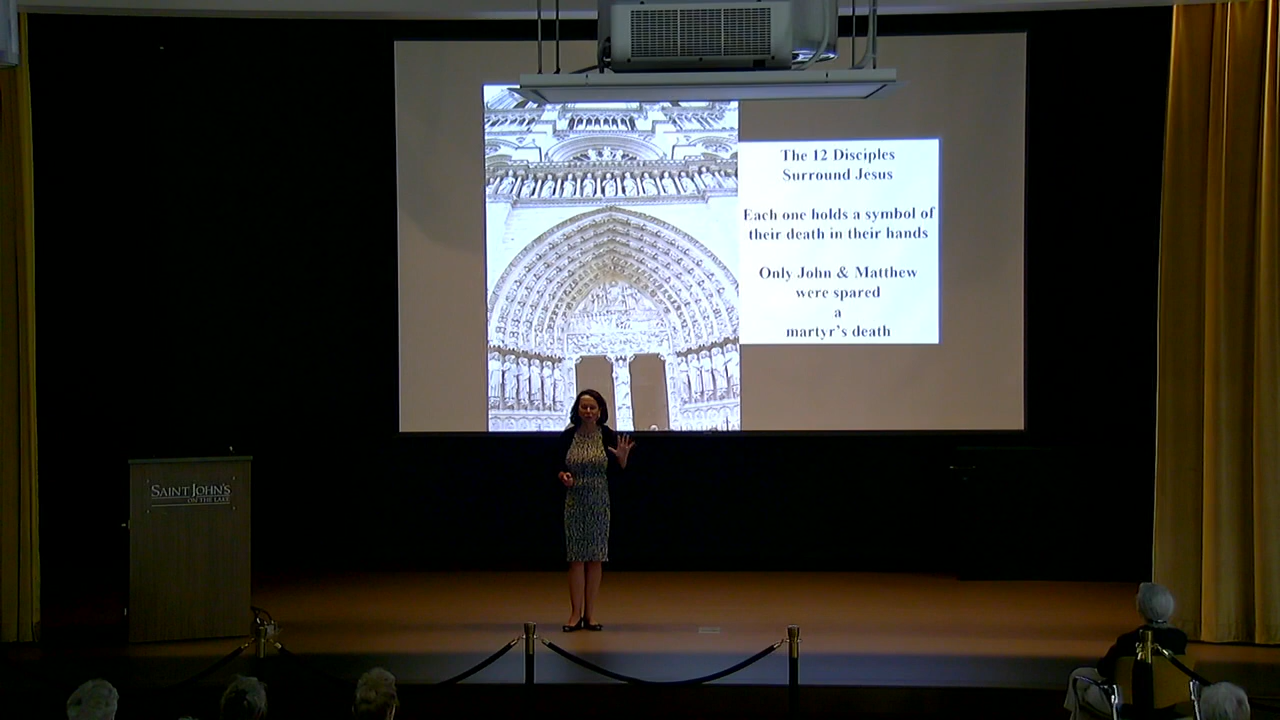 The 12 Disciples
Surround Jesus
Each one holds a symbol of
their death in their hands
Only John & Matthew
were spared
a
martyr's death
SAINT JOHN'S
ON THE LAKE